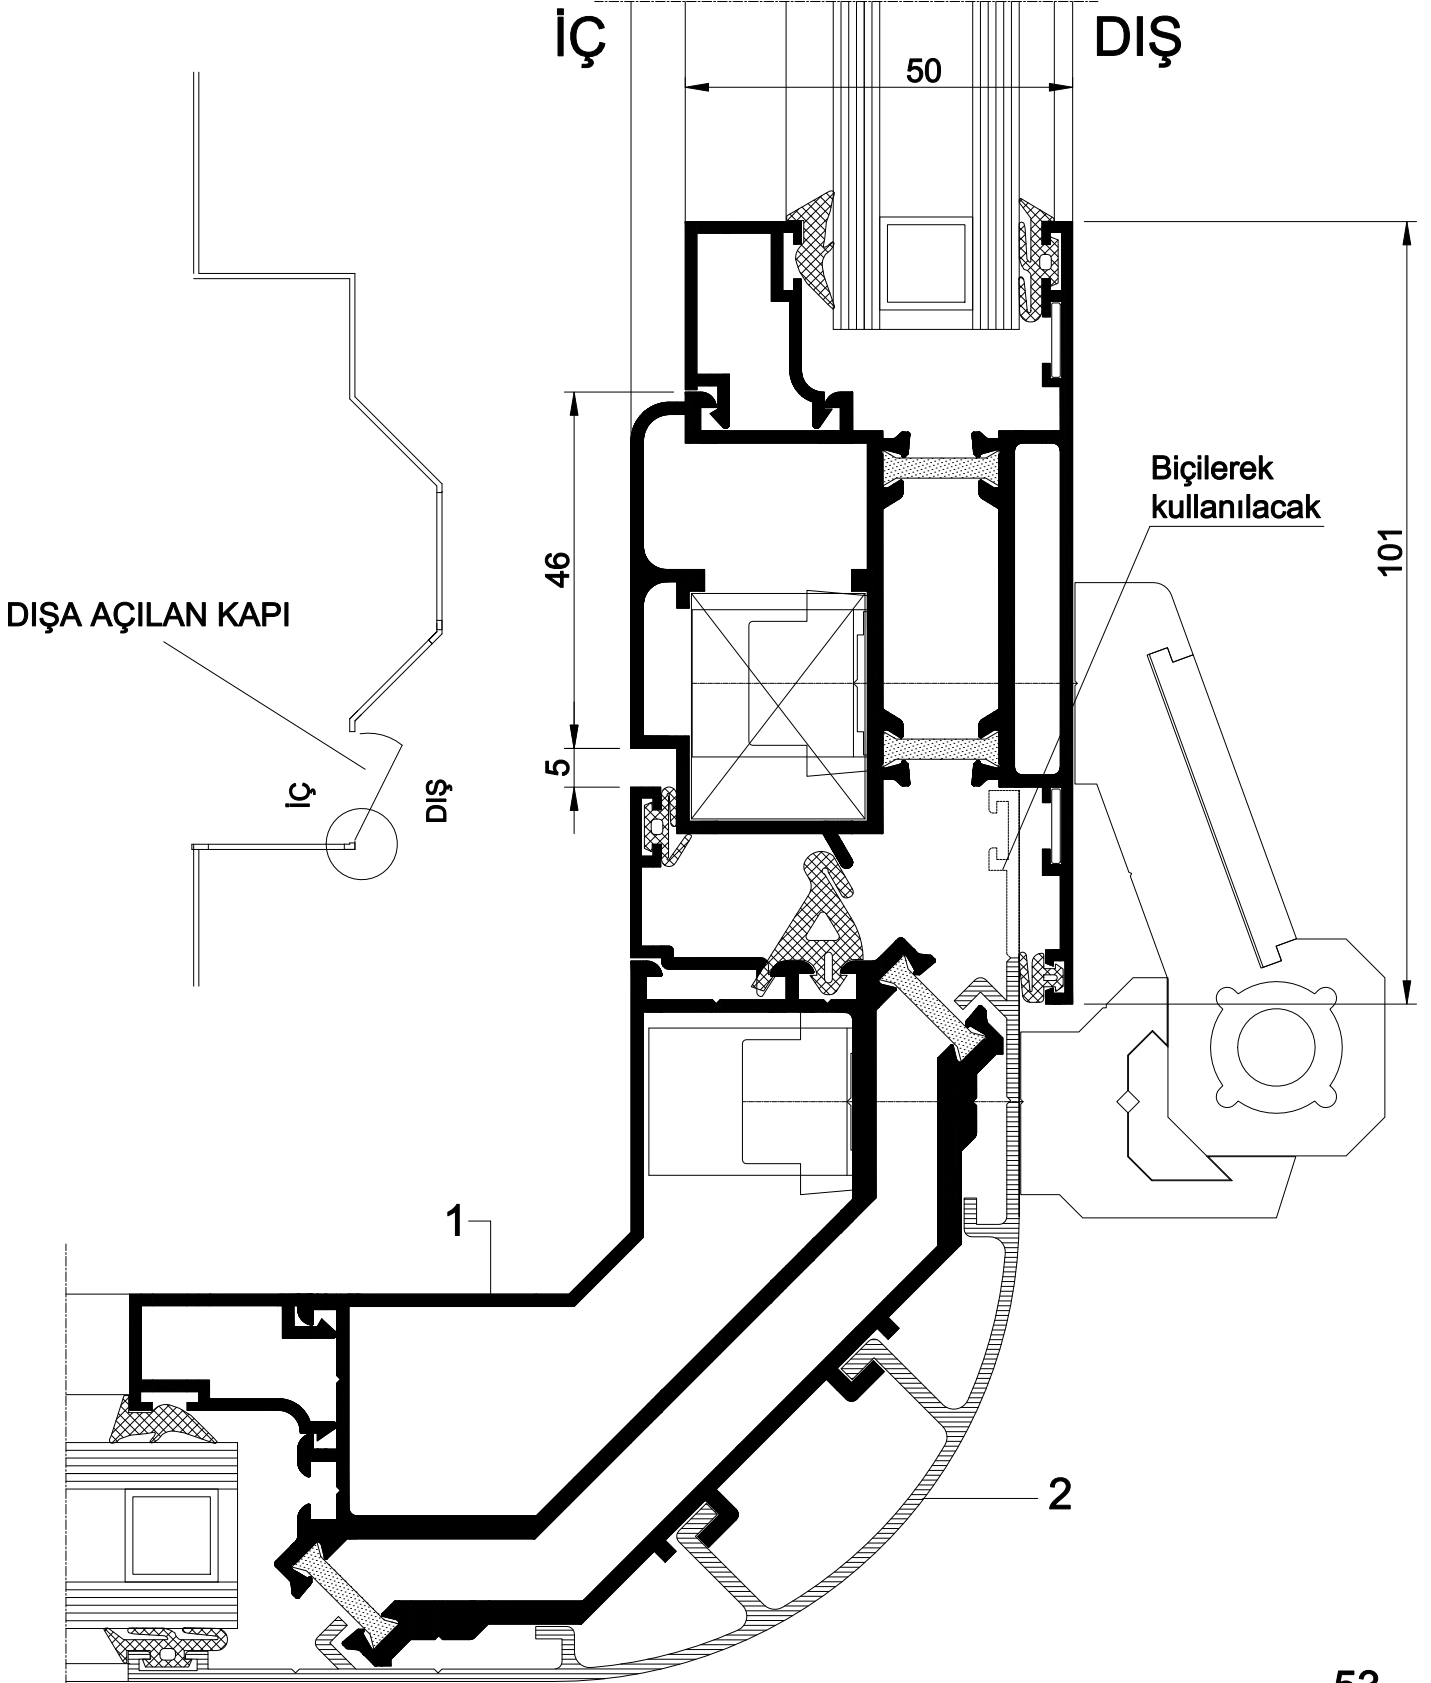 İÇ
DIŞ
50
Biçilerek
kullanılacak
46
101
DIŞA AÇILAN KAPI
5
İÇ
DIŞ
1
2